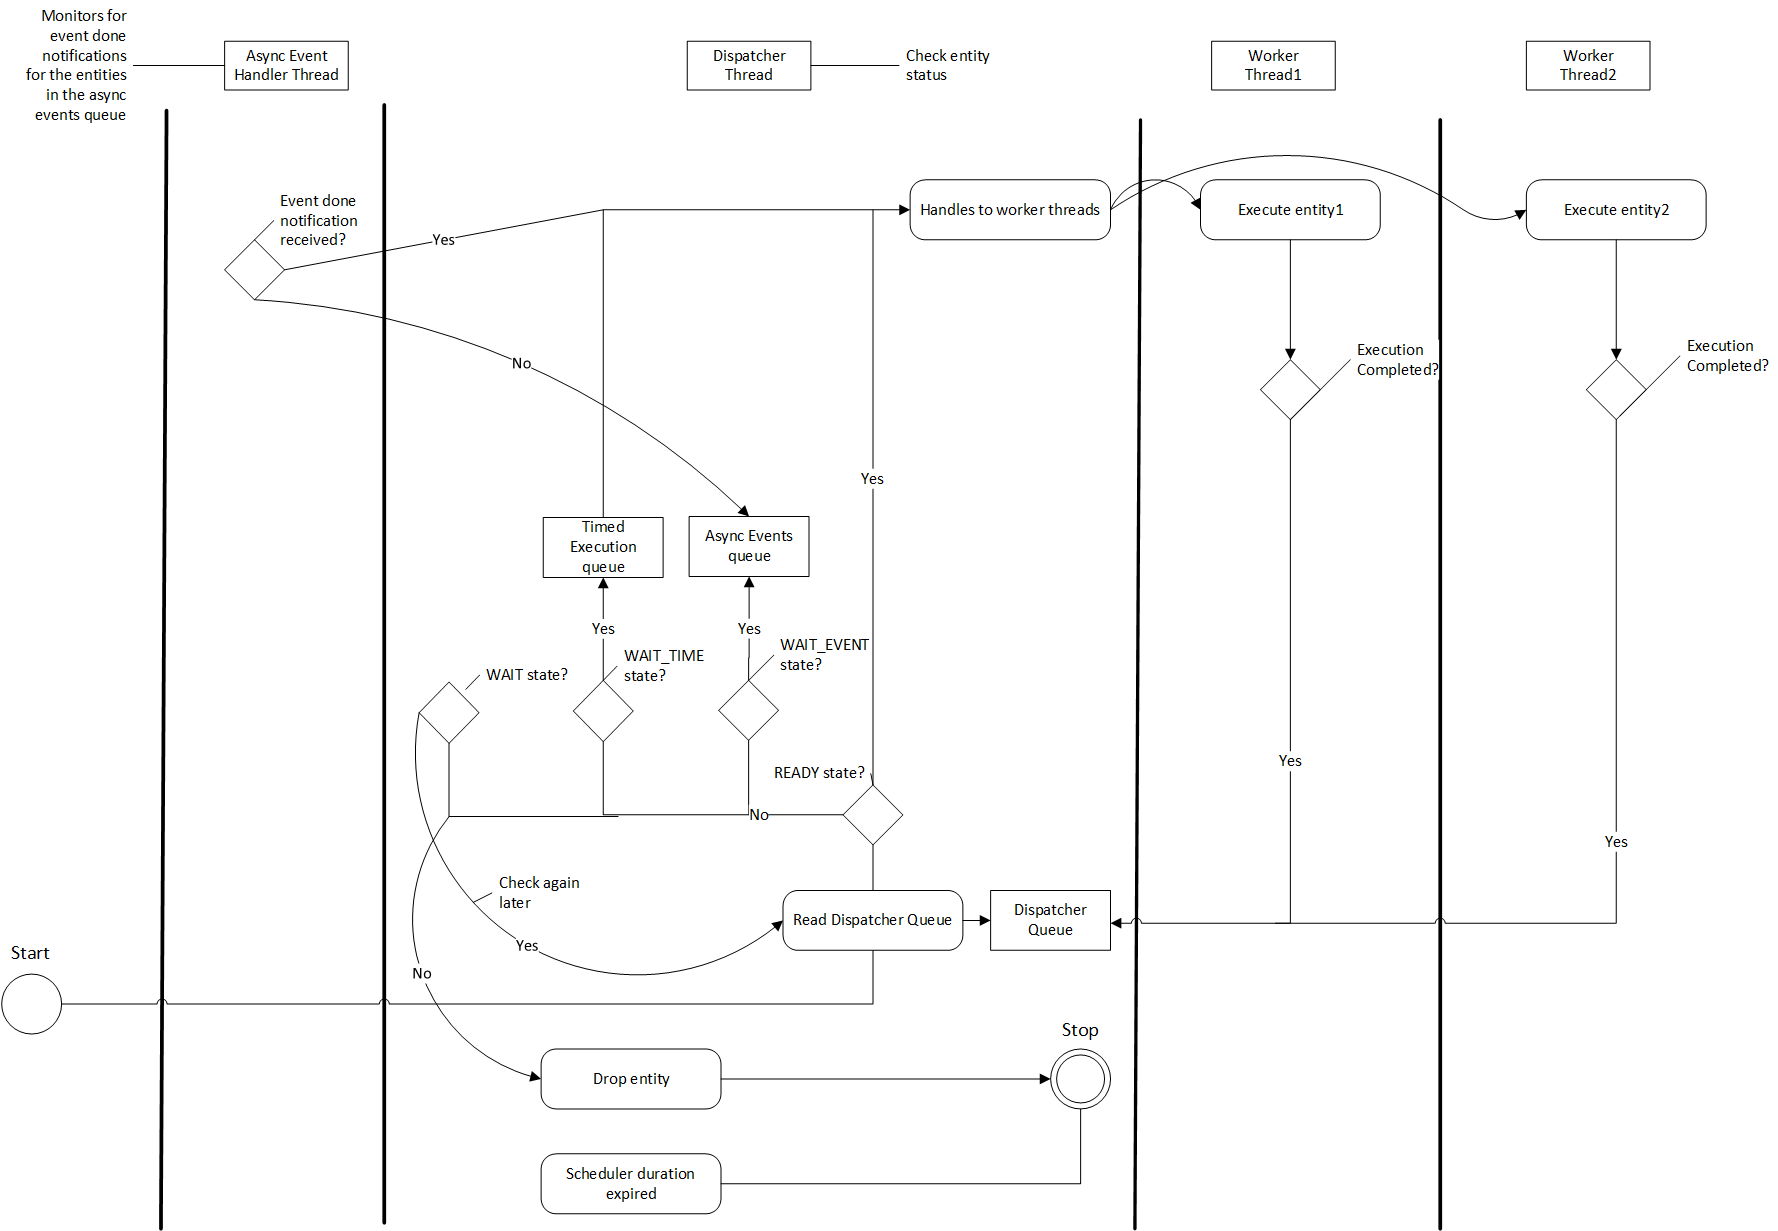 Monitors for
event done
notifications
for the entities
in the async
events queue
Async Event
Handler Thread
Dispatcher
Thread
Check entity
status
Worker
Thread1
Worker
Thread2
Event done
notification
received?
Yes
No
Handles to worker threads
Execute entity1
Execute entity2
Execution
Completed?
Execution
Completed?
Yes
Timed
Execution
queue
Async Events
queue
Yes
Yes
WAIT state?
WAIT_TIME
state?
WAIT_EVENT
state?
READY state?
No
Yes
Yes
Check again
later
Yes
Read Dispatcher Queue
Dispatcher
Queue
Start
No
Stop
Drop entity
Scheduler duration
expired